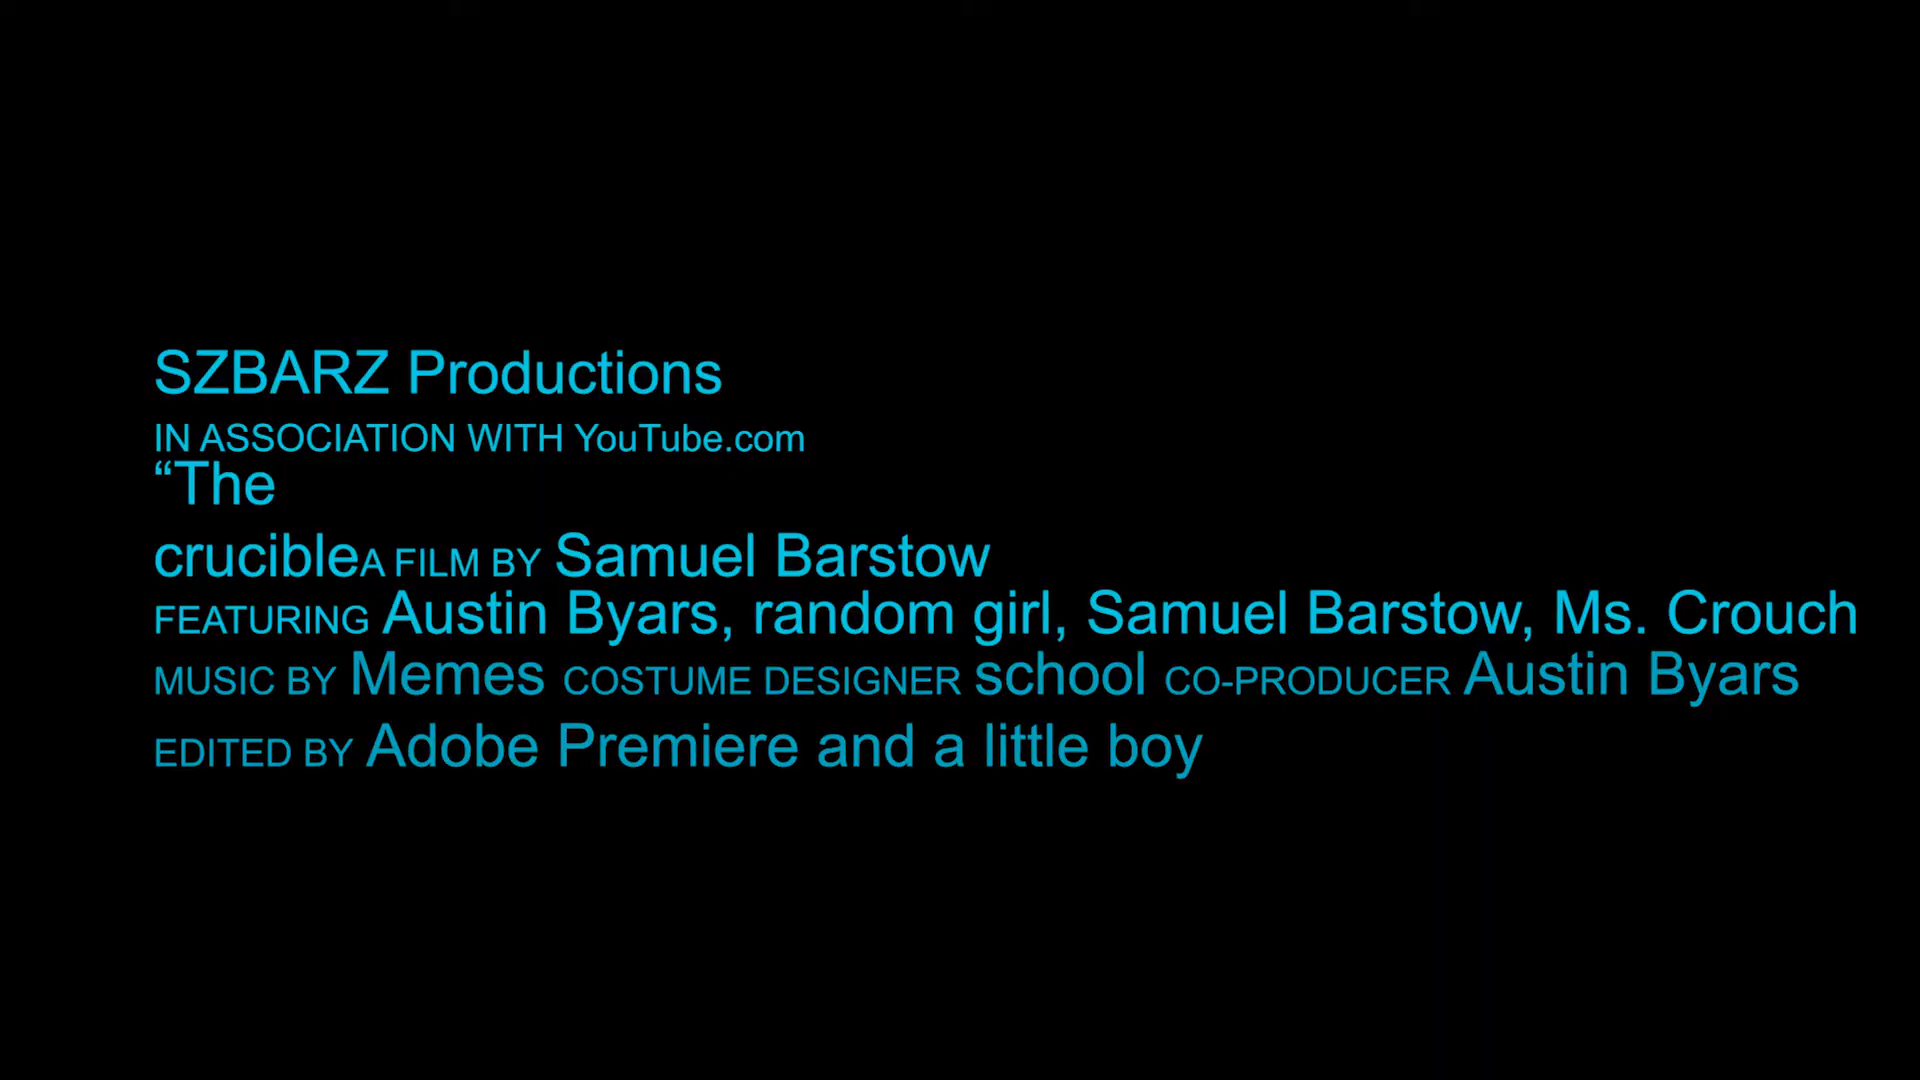 SZBARZ Productions
IN ASSOCIATION WITH YouTube.com
“The
crucibleA FILM BY Samuel Barstow
FEATURING Austin Byars, random girl, Samuel Barstow, Ms. Crouch
MUSIC BY Memes COSTUME DESIGNER school CO-PRODUCER Austin Byars
EDITED BY Adobe Premiere and a little boy